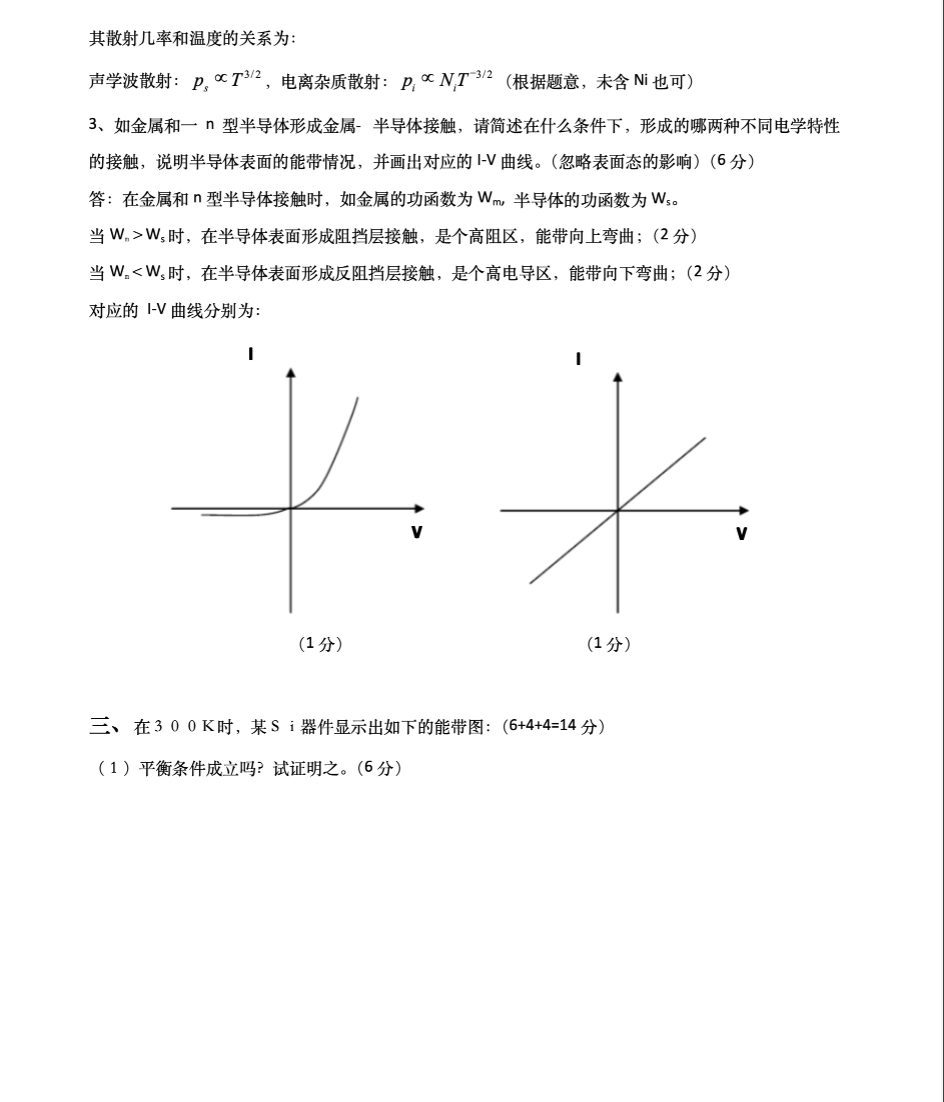 其散射几率和温度的关系为：
声学波散射： pₛ ∝ T^3/2 ，电离杂质散射： pᵢ ∝ NᵢT^−3/2 （根据题意，未含 Ni 也可）
3、如金属和一 n 型半导体形成金属- 半导体接触，请简述在什么条件下，形成的哪两种不同电学特性
的接触，说明半导体表面的能带情况，并画出对应的 I-V 曲线。（忽略表面态的影响）（6 分）
答：在金属和 n 型半导体接触时，如金属的功函数为 Wm, 半导体的功函数为 Ws。
当 Wm＞Ws 时，在半导体表面形成阻挡层接触，是个高阻区，能带向上弯曲；（2 分）
当 Wm＜Ws 时，在半导体表面形成反阻挡层接触，是个高电导区，能带向下弯曲；（2 分）
对应的 I-V 曲线分别为：
I I
V V
（1 分） （1 分）
三、在３００K时，某Ｓｉ器件显示出如下的能带图：（6+4+4=14 分）
（1）平衡条件成立吗？试证明之。（6 分）